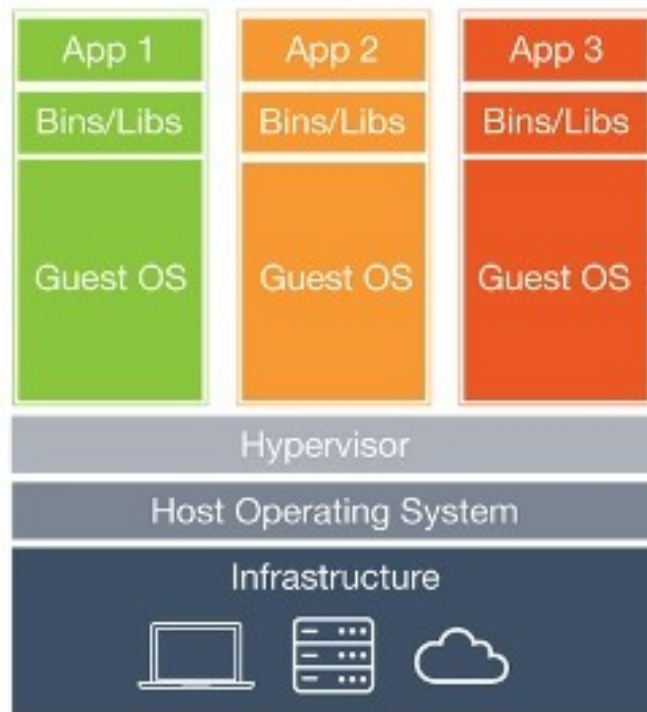 App 1
App 2
App 3
Bins/Libs
Bins/Libs
Bins/Libs
Guest OS
Guest OS
Guest OS
Hypervisor
Host Operating System
Infrastructure